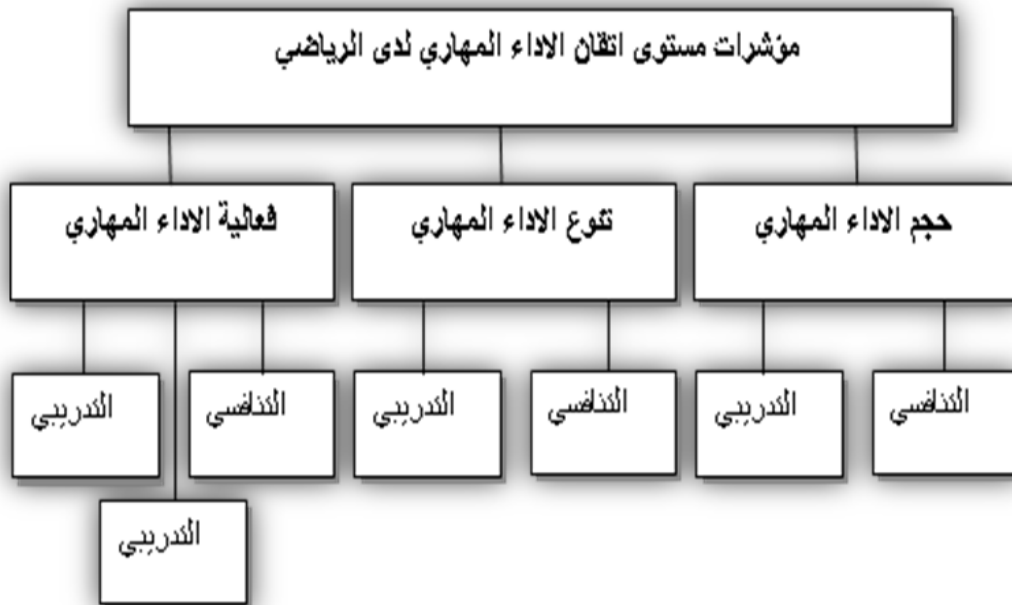 مؤشرات مستوى اتقان الاداء المهاري لدى الرياضي
حجم الاداء المهاري
تنوع الاداء المهاري
فعالية الاداء المهاري
التنافسي
التدريبي
التنافسي
التدريبي
التنافسي
التدريبي
التدريبي